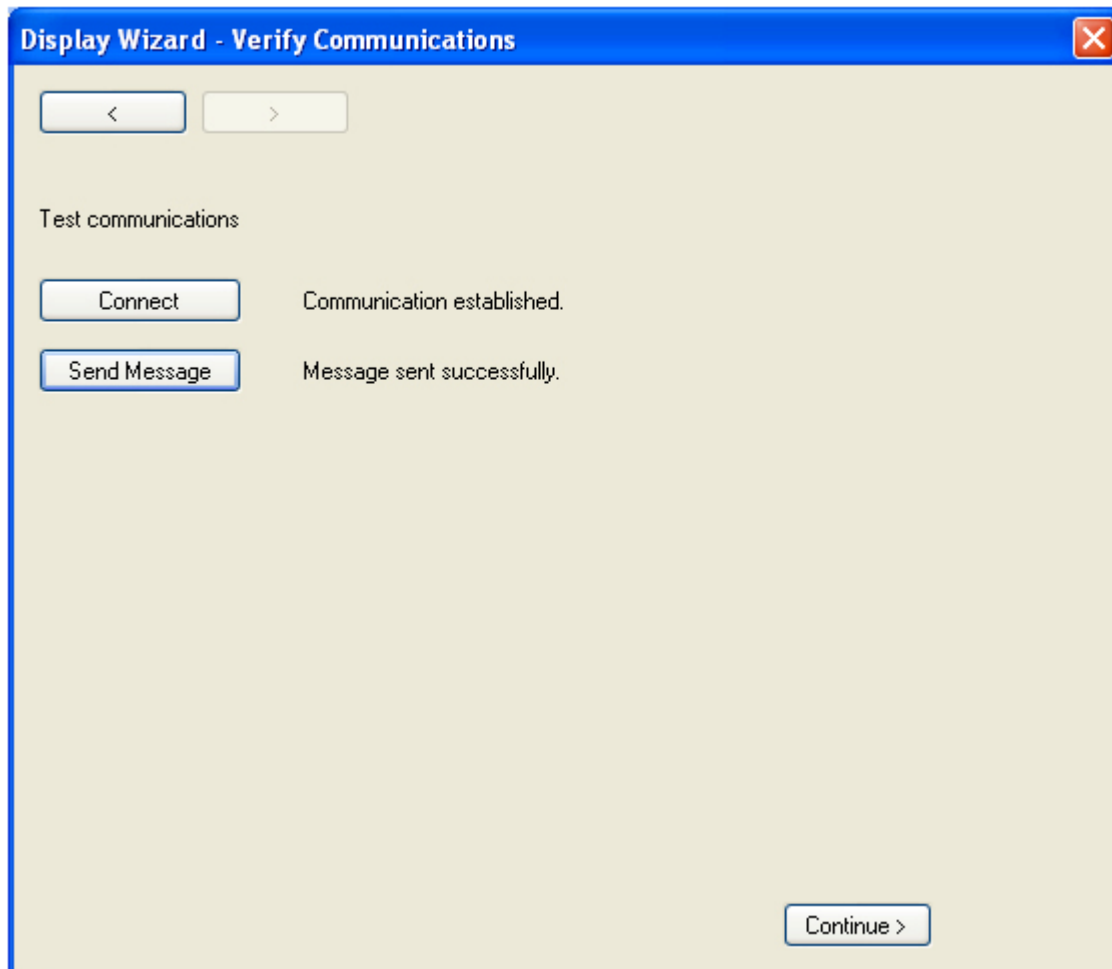 Display Wizard - Verify Communications
< >
Test communications
Connect Communication established.
Send Message Message sent successfully.
Continue >